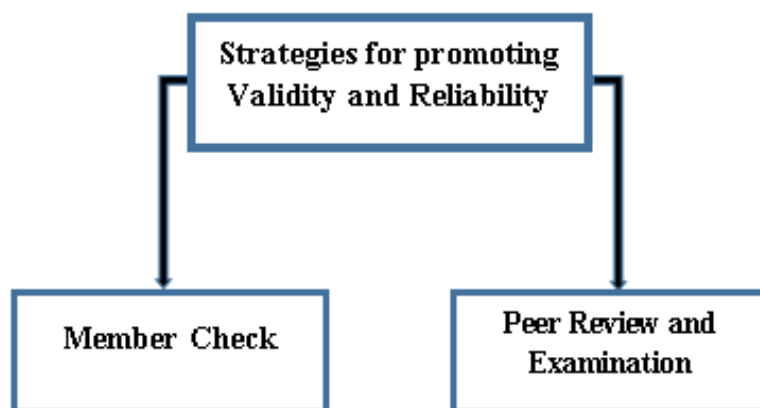 Strategies for promoting
Validity and Reliability
Member Check
Peer Review and
Examination